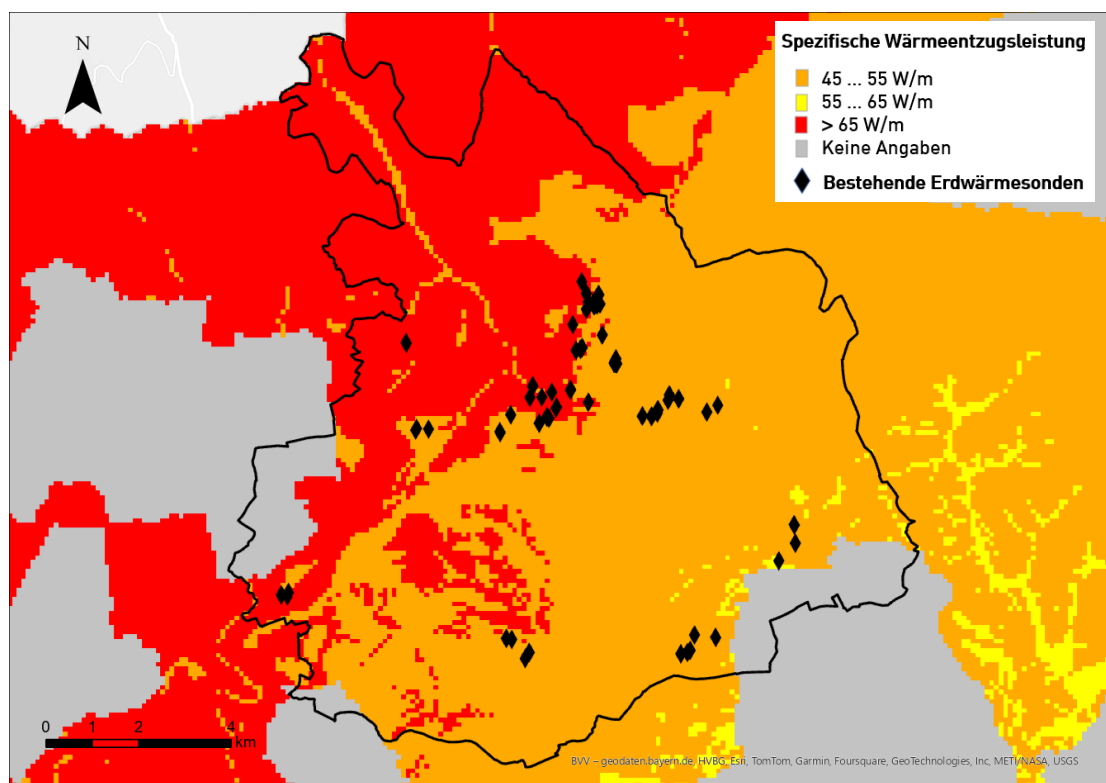 N
Spezifische Wärmeentzugsleistung
45 ... 55 W/m
55 ... 65 W/m
> 65 W/m
Keine Angaben
Bestehende Erdwärmesonden
0 1 2 4
km
BVV – geodaten.bayern.de, HVBG, Esri, TomTom, Garmin, Foursquare, GeoTechnologies, Inc, METI/NASA, USGS